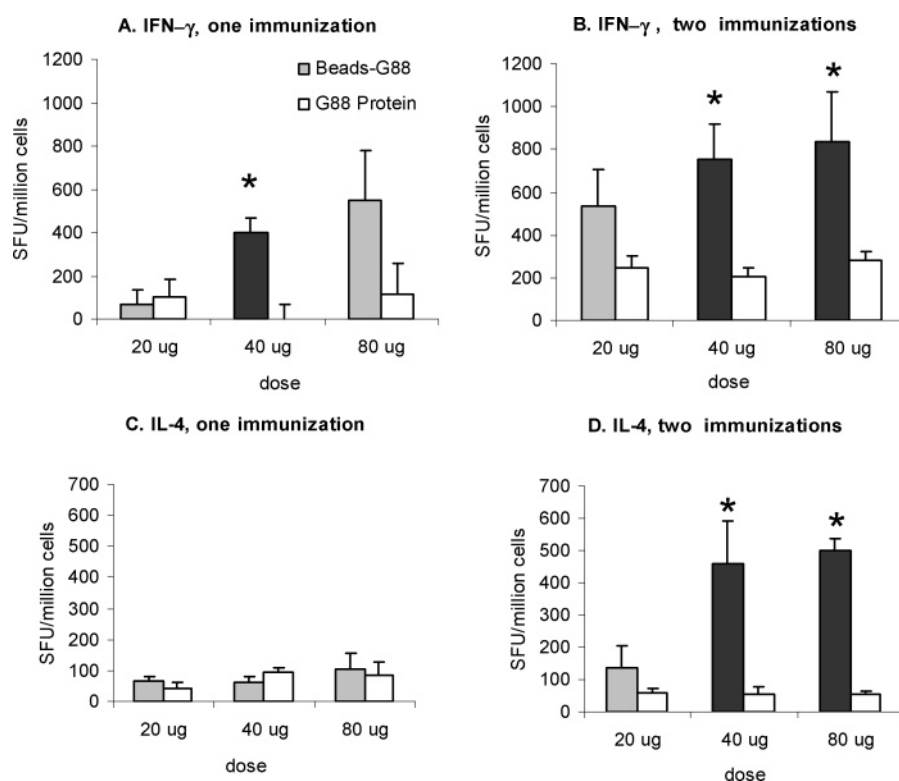 A. IFN–γ, one immunization
1200
1000
800
600
400
200
0
SFU/million cells
Beads-G88
G88 Protein
*
20 ug 40 ug 80 ug
dose
B. IFN–γ , two immunizations
1200
1000
800
600
400
200
0
SFU/million cells
* *
20 ug 40 ug 80 ug
dose
C. IL-4, one immunization
700
600
500
400
300
200
100
0
SFU/million cells
20 ug 40 ug 80 ug
dose
D. IL-4, two immunizations
700
600
500
400
300
200
100
0
SFU/million cells
* *
20 ug 40 ug 80 ug
dose